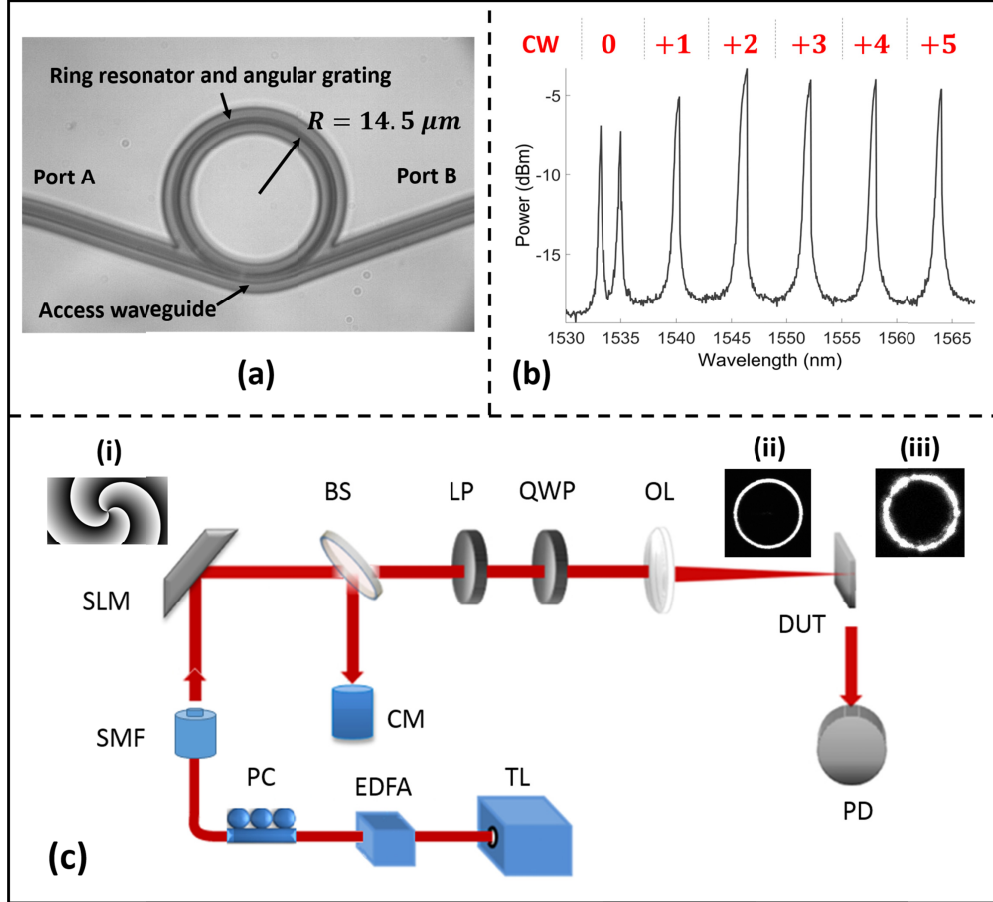 Ring resonator and angular grating
R = 14.5 μm
Port A
Port B
Access waveguide
(a)
CW 0 +1 +2 +3 +4 +5
-5
-10
-15
Power (dBm)
1530 1535 1540 1545 1550 1555 1560 1565
Wavelength (nm)
(b)
(i)
(ii)
(iii)
BS
LP
QWP
OL
SLM
DUT
SMF
CM
PC
EDFA
TL
PD
(c)